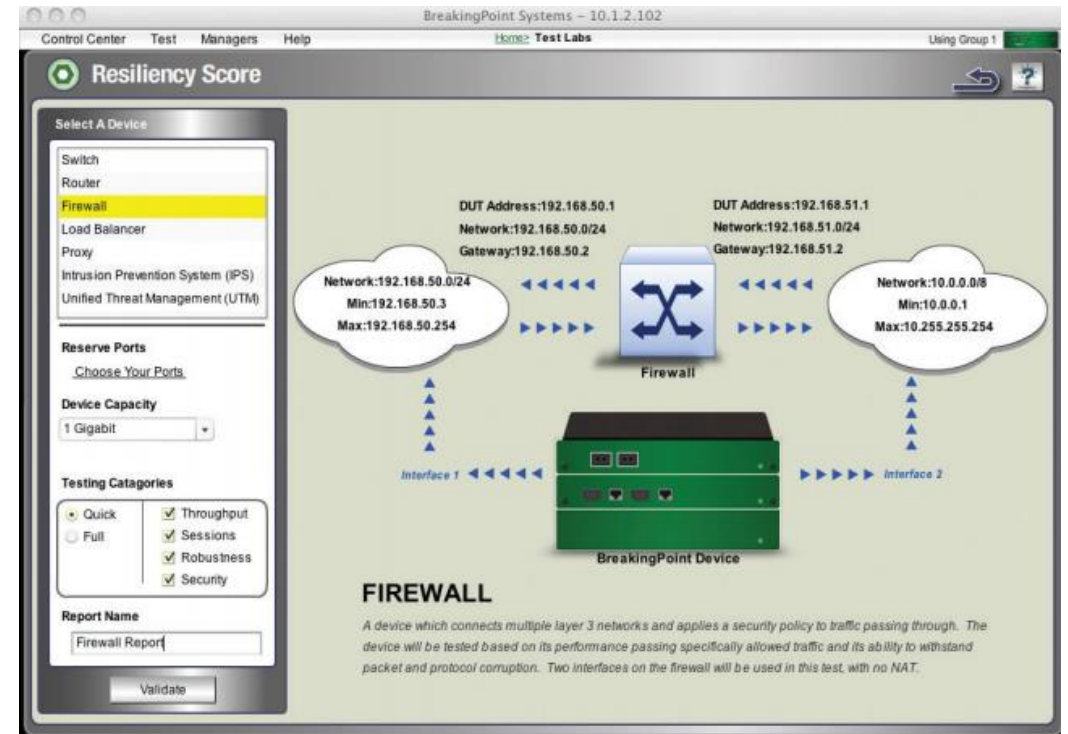 BreakingPoint Systems – 10.1.2.102
Control Center Test Managers Help Home> Test Labs Using Group 1
Resiliency Score
?
Select A Device
Switch
Router
Firewall
Load Balancer
Proxy
Intrusion Prevention System (IPS)
Unified Threat Management (UTM)
Reserve Ports
Choose Your Ports
Device Capacity
1 Gigabit
Testing Catagories
Quick
Full
Throughput
Sessions
Robustness
Security
Report Name
Firewall Report
Validate
DUT Address:192.168.50.1
Network:192.168.50.0/24
Gateway:192.168.50.2
DUT Address:192.168.51.1
Network:192.168.51.0/24
Gateway:192.168.51.2
Network:192.168.50.0/24
Min:192.168.50.3
Max:192.168.50.254
Network:10.0.0.0/8
Min:10.0.0.1
Max:10.255.255.254
Firewall
Interface 1
Interface 2
BreakingPoint Device
FIREWALL
A device which connects multiple layer 3 networks and applies a security policy to traffic passing through. The
device will be tested based on its performance passing specifically allowed traffic and its ability to withstand
packet and protocol corruption. Two interfaces on the firewall will be used in this test, with no NAT.